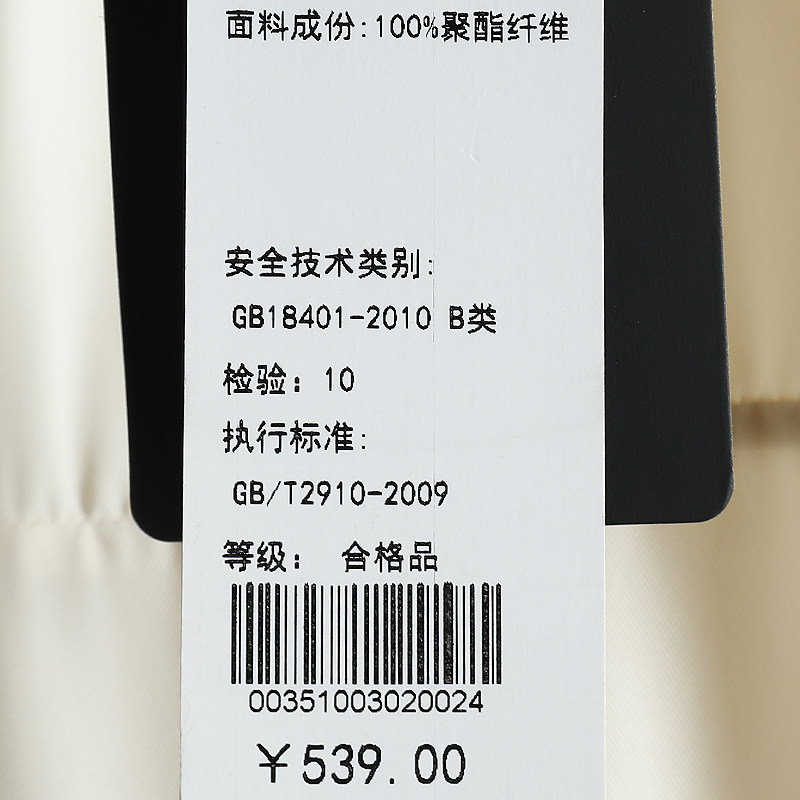 面料成份:100%聚酯纤维
安全技术类别:
GB18401-2010 B类
检验：10
执行标准:
GB/T2910-2009
等级： 合格品
00351003020024
￥539.00